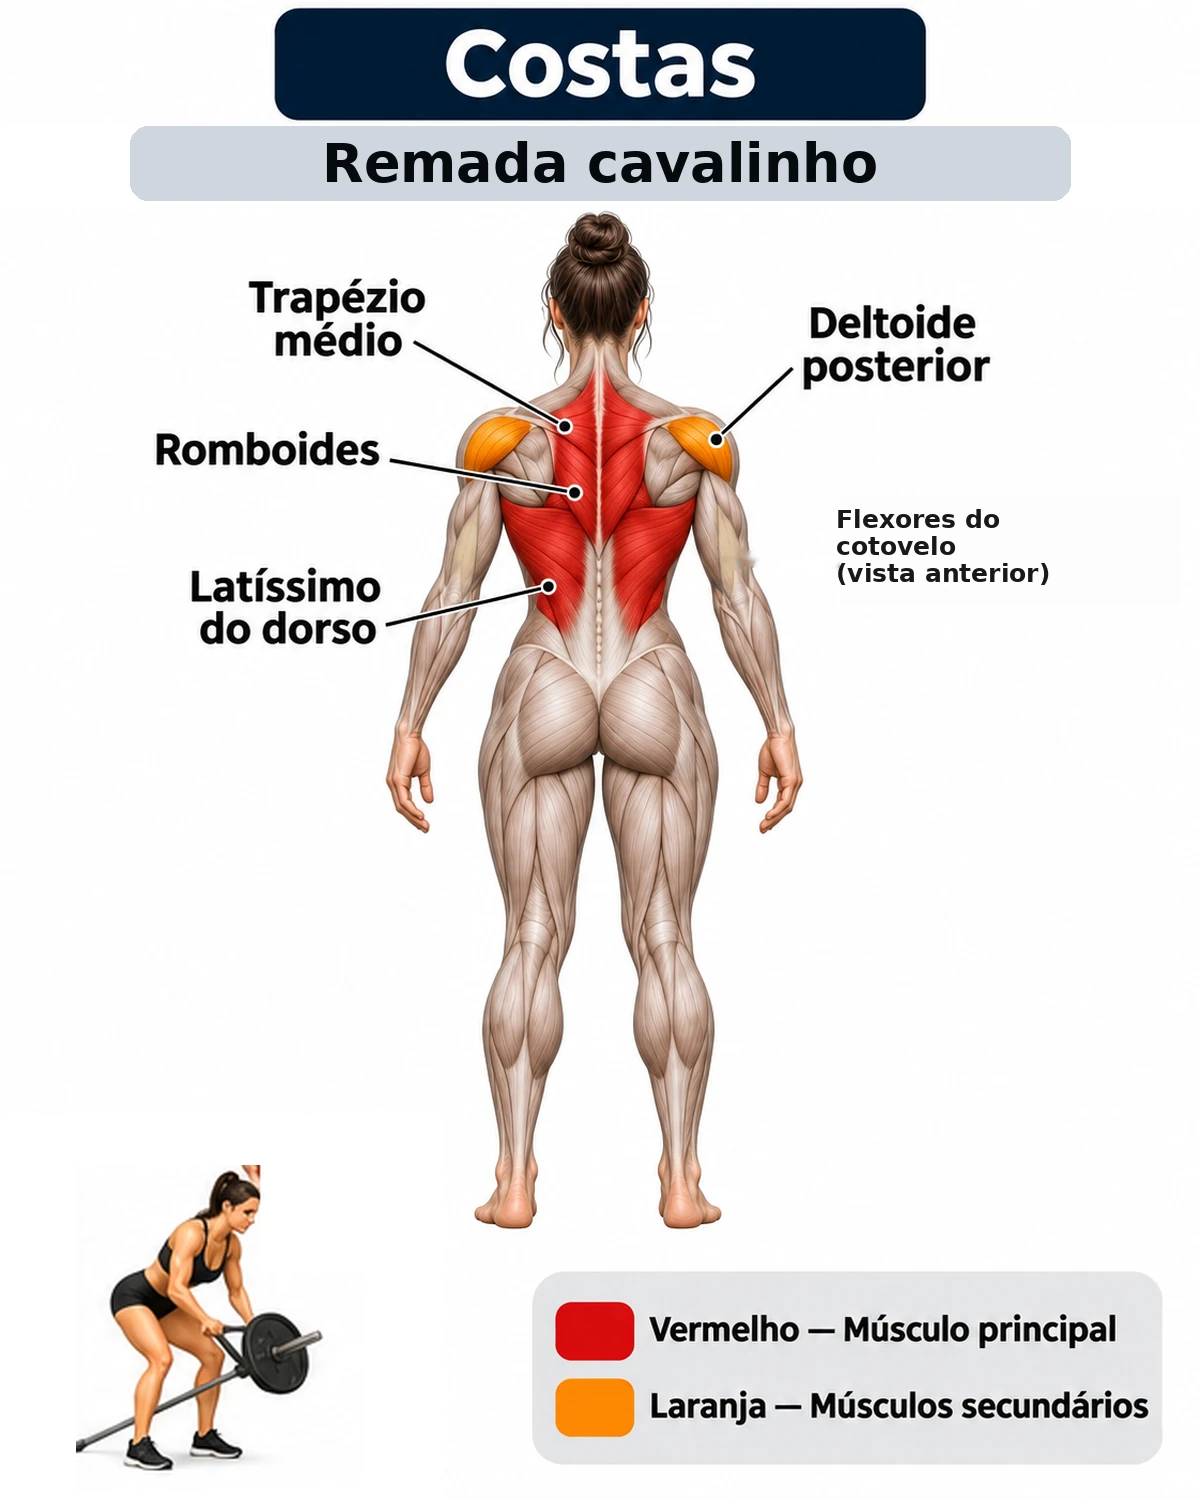 Costas
Remada cavalinho
Trapézio
médio
Deltoide
posterior
Romboides
Flexores do
cotovelo
(vista anterior)
Latíssimo
do dorso
Vermelho — Músculo principal
Laranja — Músculos secundários